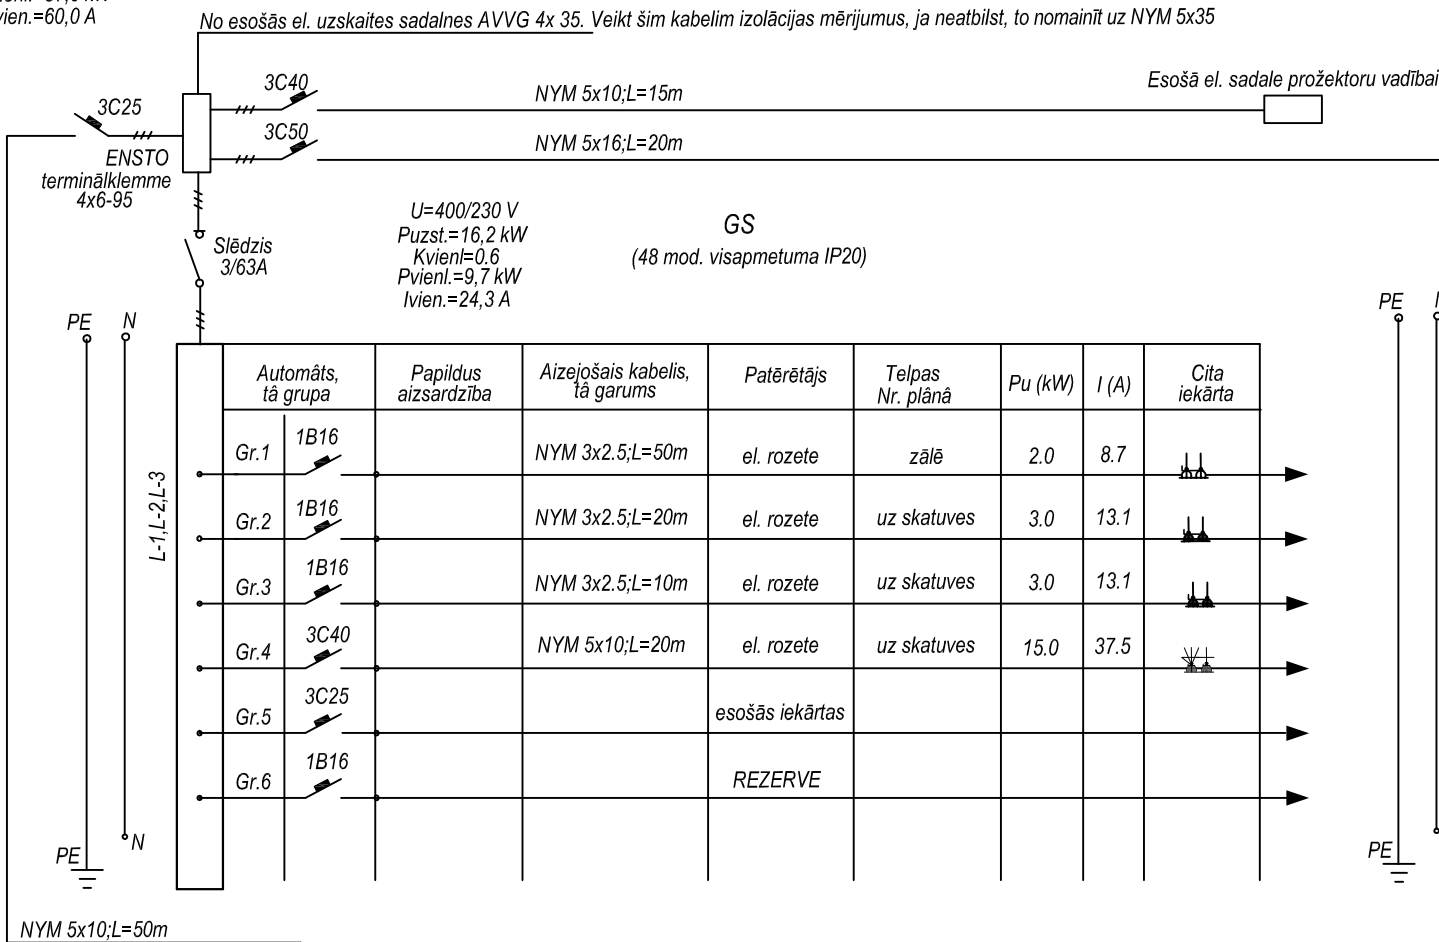 vien.=60,0 A
No esošās el. uzskaites sadalnes AVVG 4x 35. Veikt šim kabelim izolācijas mērijumus, ja neatbilst, to nomainīt uz NYM 5x35
3C25
3C40
NYM 5x10;L=15m
Esošā el. sadale prožektoru vadībai
3C50
NYM 5x16;L=20m
ENSTO
terminālklemme
4x6-95
Slēdzis
3/63A
U=400/230 V
Puzst.=16,2 kW
Kvienl=0.6
Pvienl.=9,7 kW
Ivien.=24,3 A
GS
(48 mod. visapmetuma IP20)
PE
N
PE
N
L-1,L-2,L-3
Automâts, tâ grupa
Papildus aizsardzība
Aizejošais kabelis, tâ garums
Patērētājs
Telpas Nr. plânâ
Pu (kW)
I (A)
Cita iekārta
Gr.1 1B16 NYM 3x2.5;L=50m el. rozete zālē 2.0 8.7
Gr.2 1B16 NYM 3x2.5;L=20m el. rozete uz skatuves 3.0 13.1
Gr.3 1B16 NYM 3x2.5;L=10m el. rozete uz skatuves 3.0 13.1
Gr.4 3C40 NYM 5x10;L=20m el. rozete uz skatuves 15.0 37.5
Gr.5 3C25 esošās iekārtas
Gr.6 1B16 REZERVE
PE
PE
NYM 5x10;L=50m